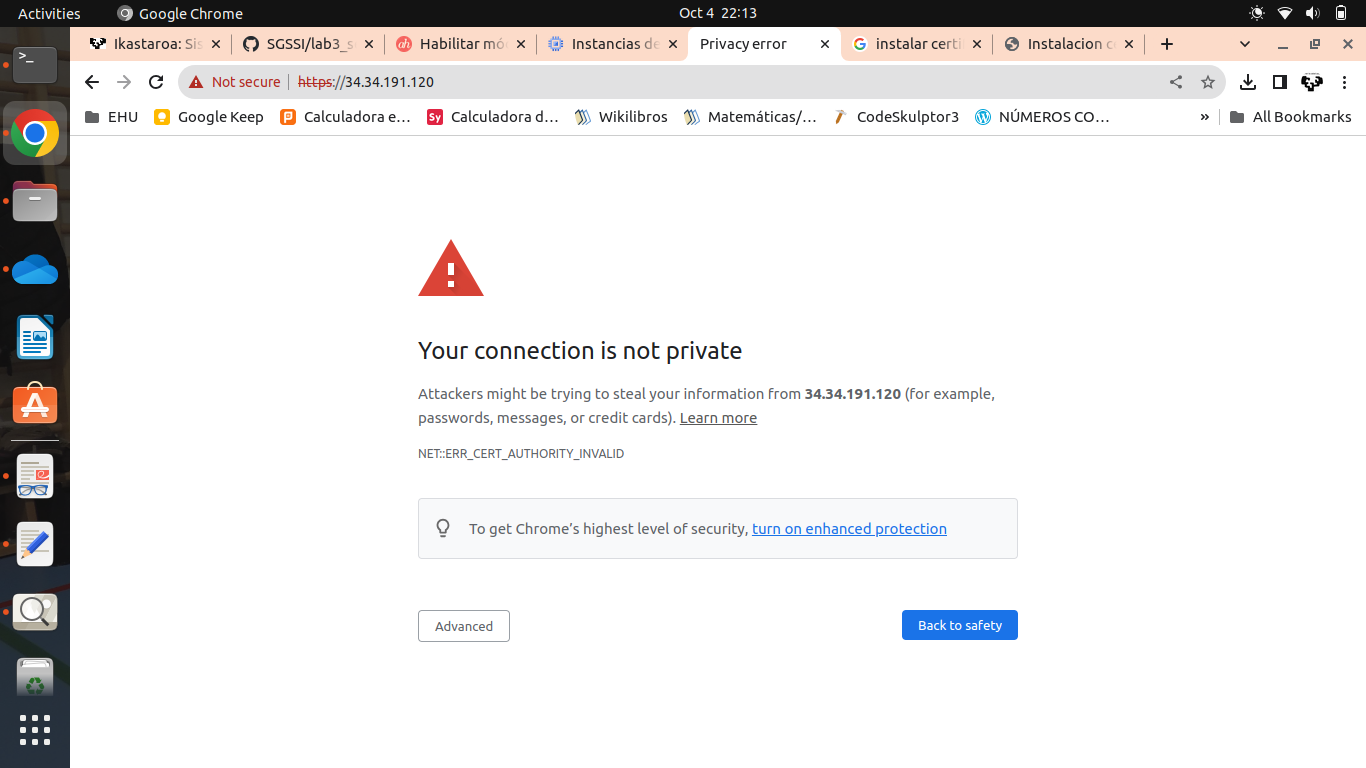 Activities
Google Chrome
Oct 4 22:13
Ikastaroa: Sis
SGSSI/lab3_s
Habilitar mó
Instancias de
Privacy error
instalar certi
Instalacion c
Not secure
https://34.34.191.120
EHU
Google Keep
Calculadora e...
Calculadora d...
Wikilibros
Matemáticas/...
CodeSkulptor3
NÚMEROS CO...
»
All Bookmarks
Your connection is not private
Attackers might be trying to steal your information from 34.34.191.120 (for example,
passwords, messages, or credit cards). Learn more
NET::ERR_CERT_AUTHORITY_INVALID
To get Chrome's highest level of security, turn on enhanced protection
Advanced
Back to safety